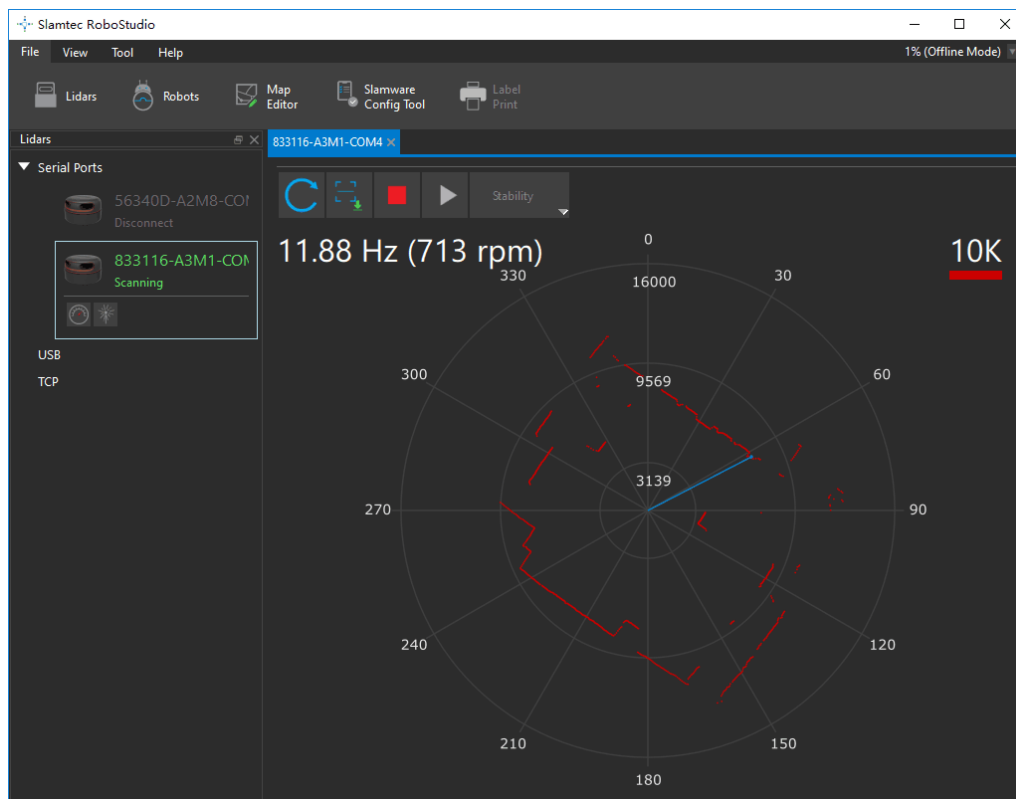 Slamtec RoboStudio
File View Tool Help
1% (Offline Mode)
Lidars
Robots
Map
Editor
Slamware
Config Tool
Label
Print
Lidars
833116-A3M1-COM4
Serial Ports
56340D-A2M8-CO
Disconnect
833116-A3M1-CO
Scanning
USB
TCP
Stability
11.88 Hz (713 rpm)
10K
0
330
30
16000
300
9569
60
3139
270
90
240
120
210
150
180